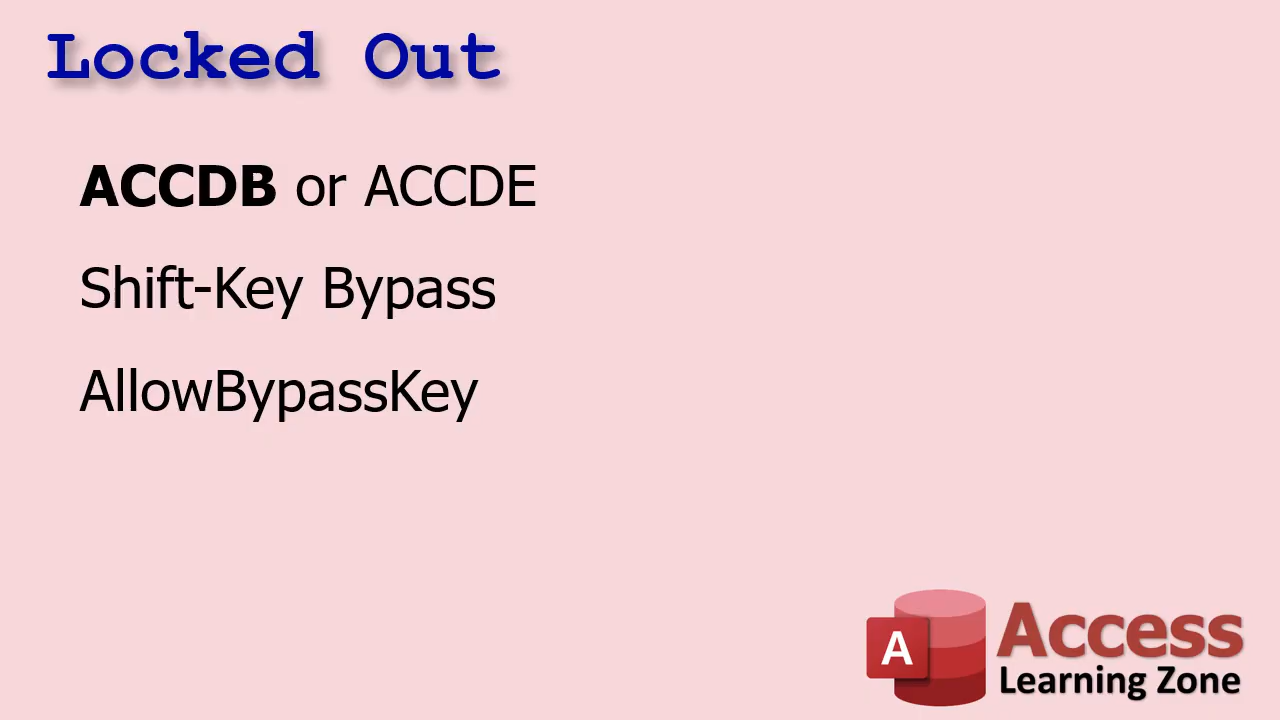 Locked Out
ACCDB or ACCDE
Shift-Key Bypass
AllowBypassKey
A
Access
Learning Zone